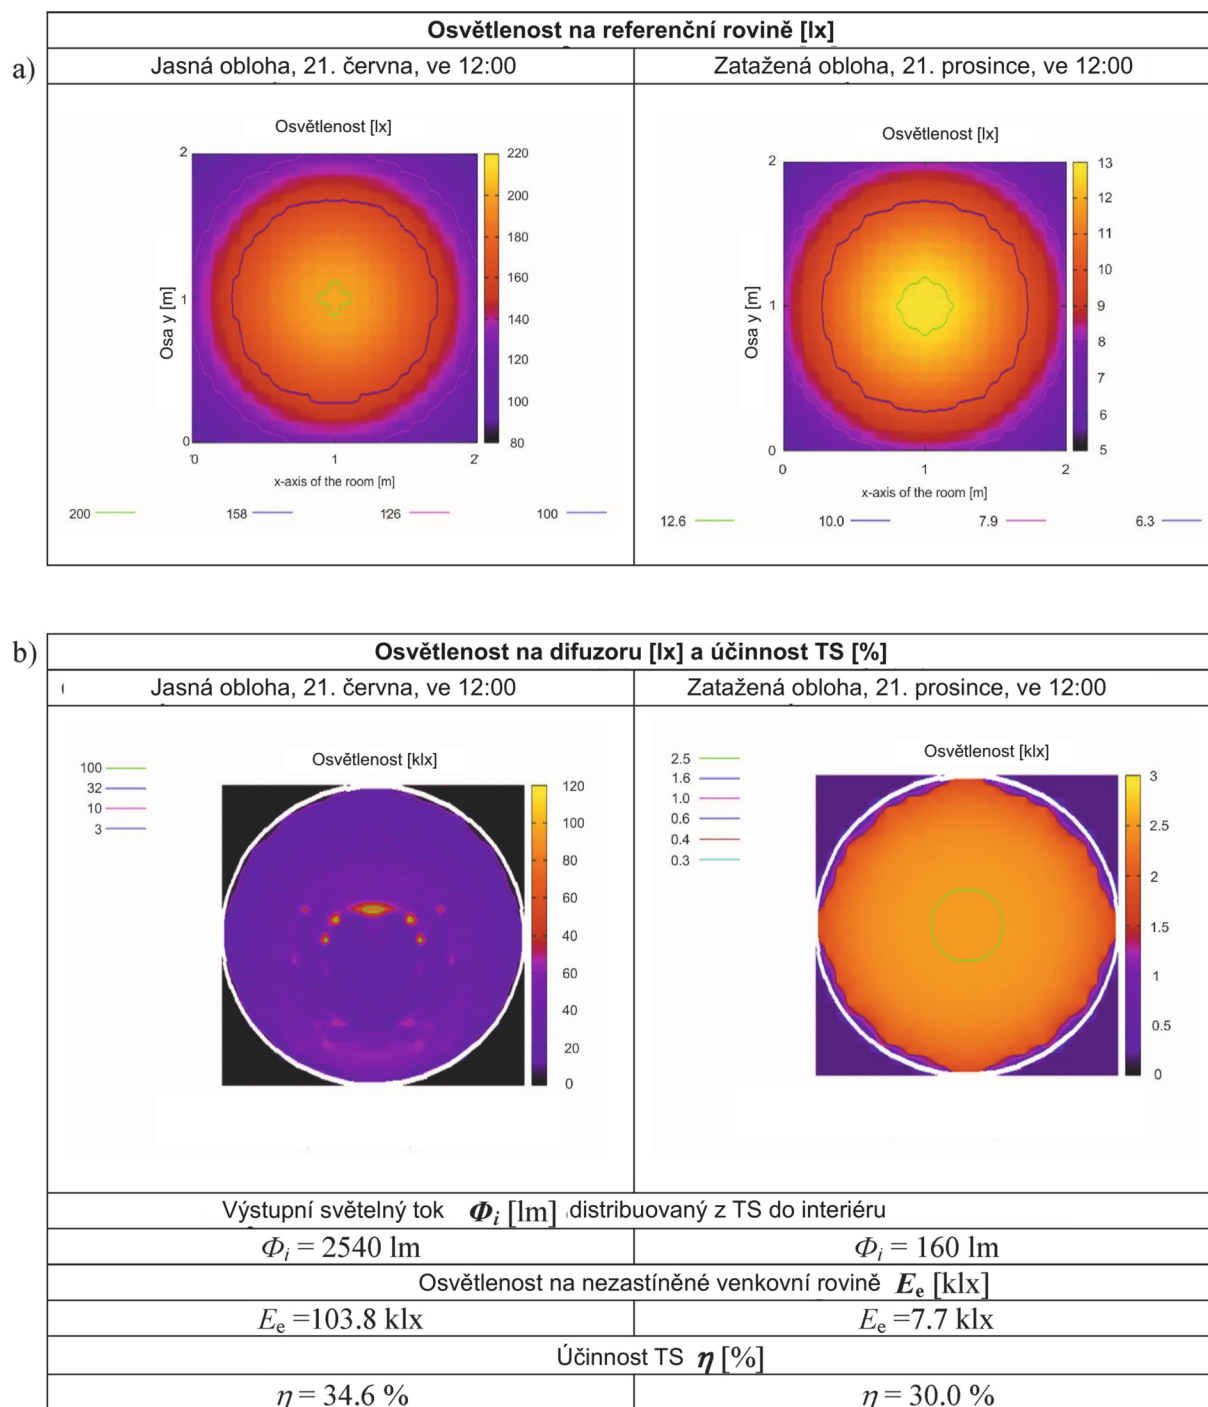 Osvětlenost na referenční rovině [lx]
a)
Jasná obloha, 21. června, ve 12:00
Zatažená obloha, 21. prosince, ve 12:00
Osvětlenost [lx]
2
1
0
Osa y [m]
0
1
2
x-axis of the room [m]
220
200
180
160
140
120
100
80
200
158
126
100
Osvětlenost [lx]
2
1
0
Osa y [m]
0
1
2
x-axis of the room [m]
13
12
11
10
9
8
7
6
5
12.6
10.0
7.9
6.3
b)
Osvětlenost na difuzoru [lx] a účinnost TS [%]
Jasná obloha, 21. června, ve 12:00
Zatažená obloha, 21. prosince, ve 12:00
100
32
10
3
Osvětlenost [klx]
120
100
80
60
40
60
40
20
0
2.5
1.6
1.0
0.6
0.4
0.3
Osvětlenost [klx]
3
2.5
2
1.5
1
0.5
0
Výstupní světelný tok Φi [lm] distribuovaný z TS do interiéru
Φi = 2540 lm
Φi = 160 lm
Osvětlenost na nezastíněné venkovní rovině Ee [klx]
Ee =103.8 klx
Ee =7.7 klx
Účinnost TS η [%]
η = 34.6 %
η = 30.0 %